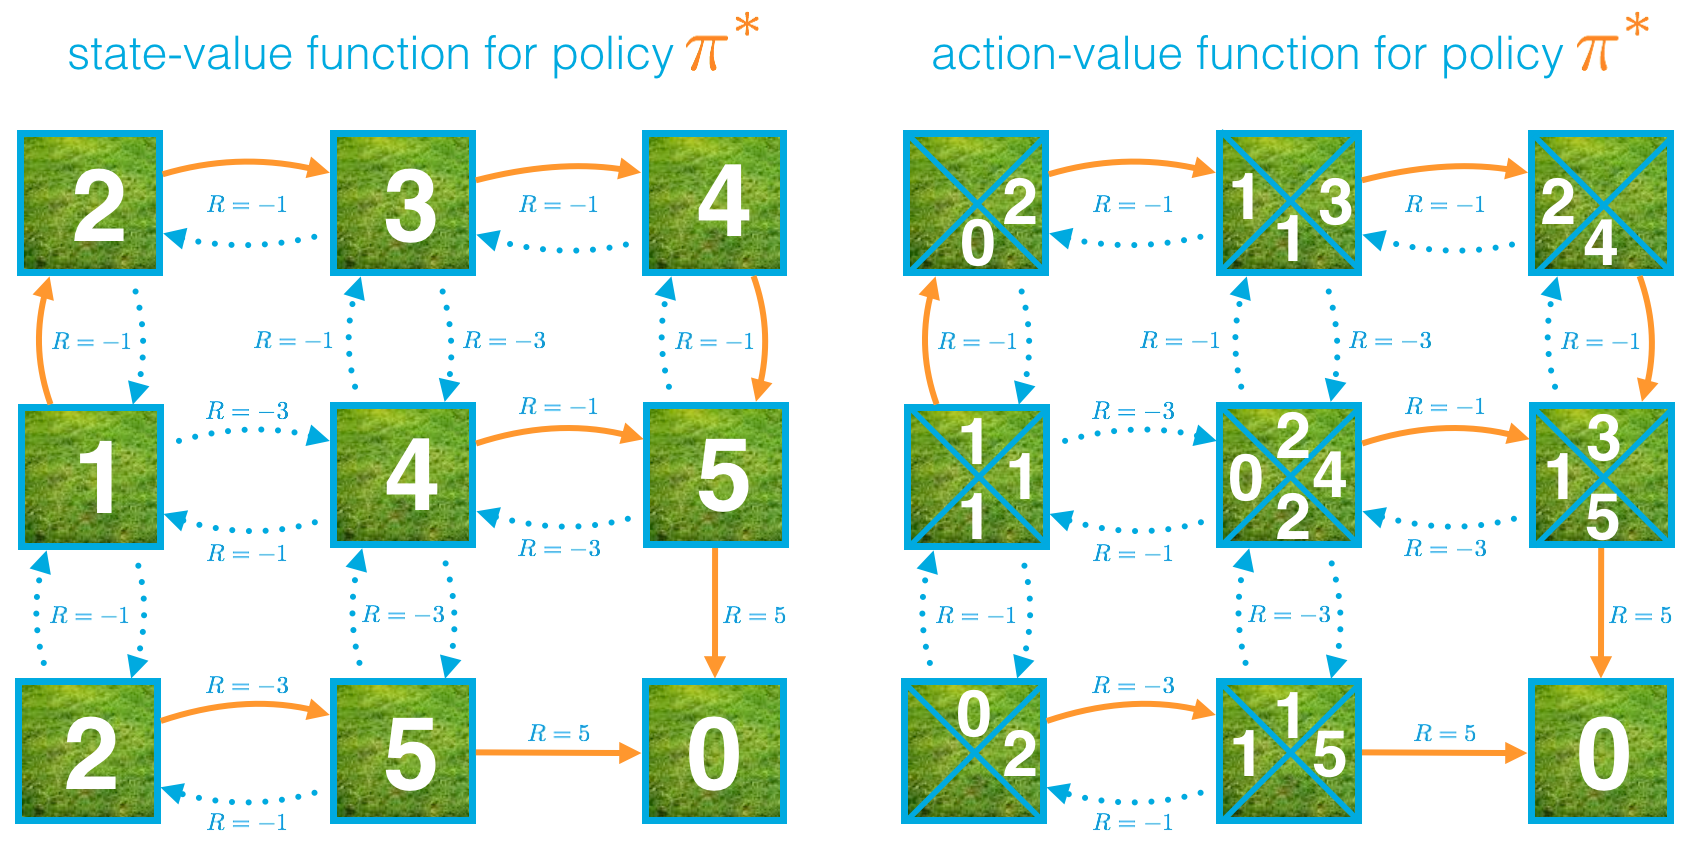 state-value function for policy π*
action-value function for policy π*
2 R = −1 3 R = −1 4
R = −1 R = −1 R = −3 R = −1
R = −3 R = −1
1 4 5
R = −1 R = −3
R = −1 R = −3 R = 5
R = −3
2 5 R = 5 0
R = −1
2 0 R = −1 1 3 1 R = −1 2 4
R = −1 R = −1 R = −3 R = −1
R = −3 R = −1
1 1 1 2 0 4 2 3 1 5
R = −1 R = −3
R = −1 R = −3 R = 5
R = −3
0 2 1 1 5 R = 5 0
R = −1